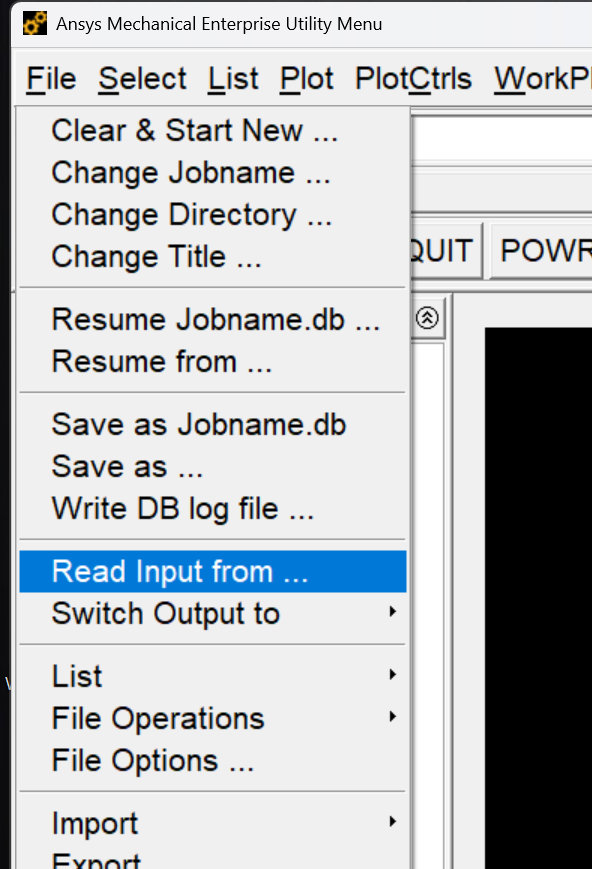 Ansys Mechanical Enterprise Utility Menu
File Select List Plot PlotCtrls WorkPl
Clear & Start New ...
Change Jobname ...
Change Directory ...
Change Title ...
QUIT POWR
Resume Jobname.db ...
Resume from ...
Save as Jobname.db
Save as ...
Write DB log file ...
Read Input from ...
Switch Output to
List
File Operations
File Options ...
Import
Export